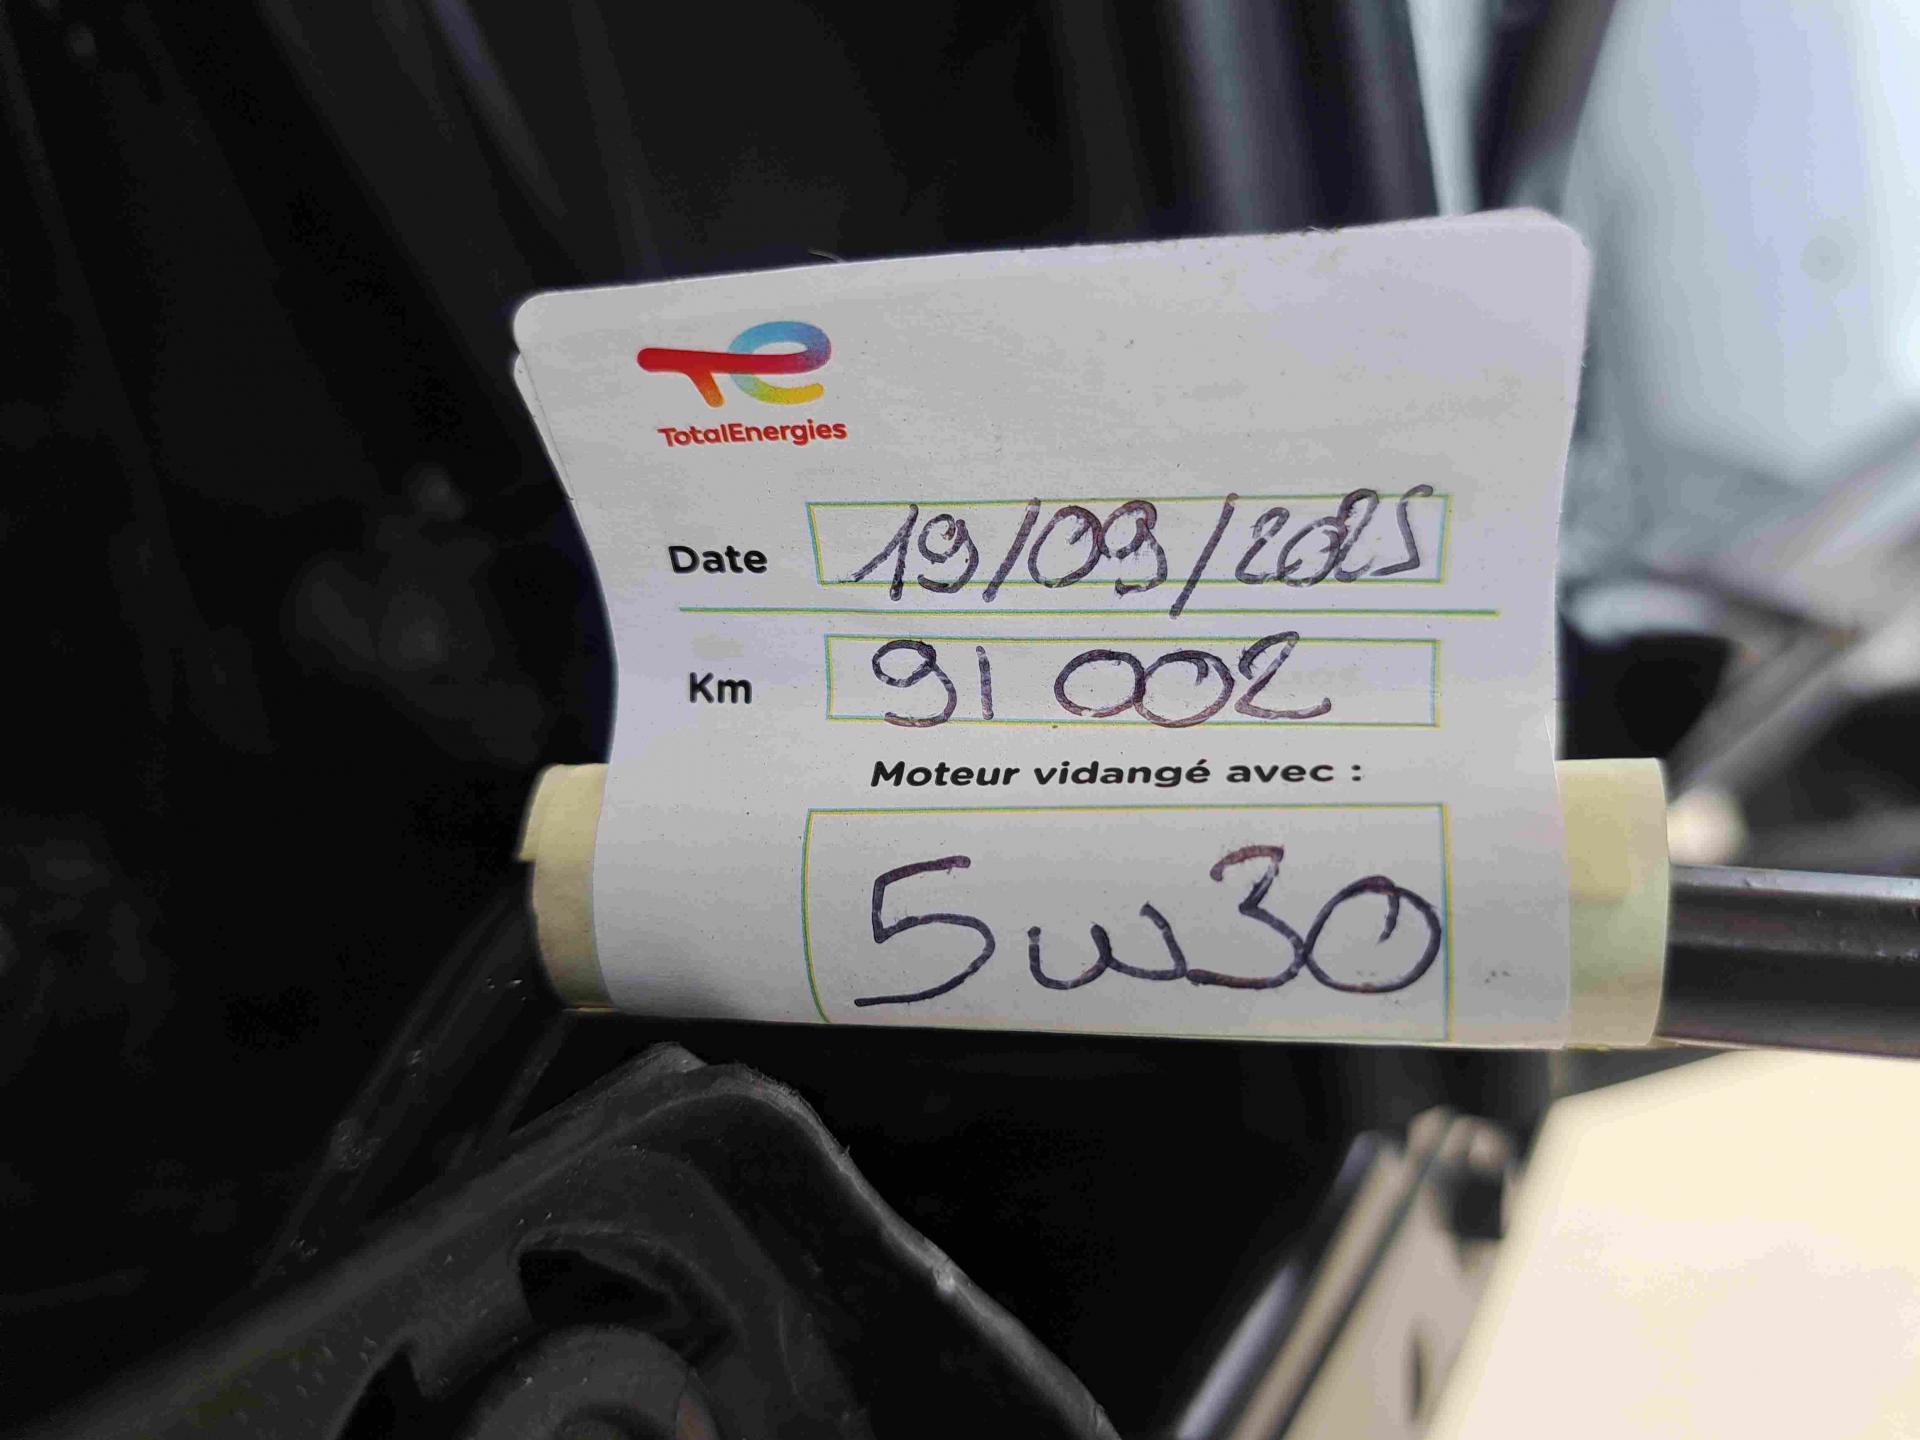 TotalEnergies
Date 19/09/2025
Km 91 002
Moteur vidangé avec :
5w30